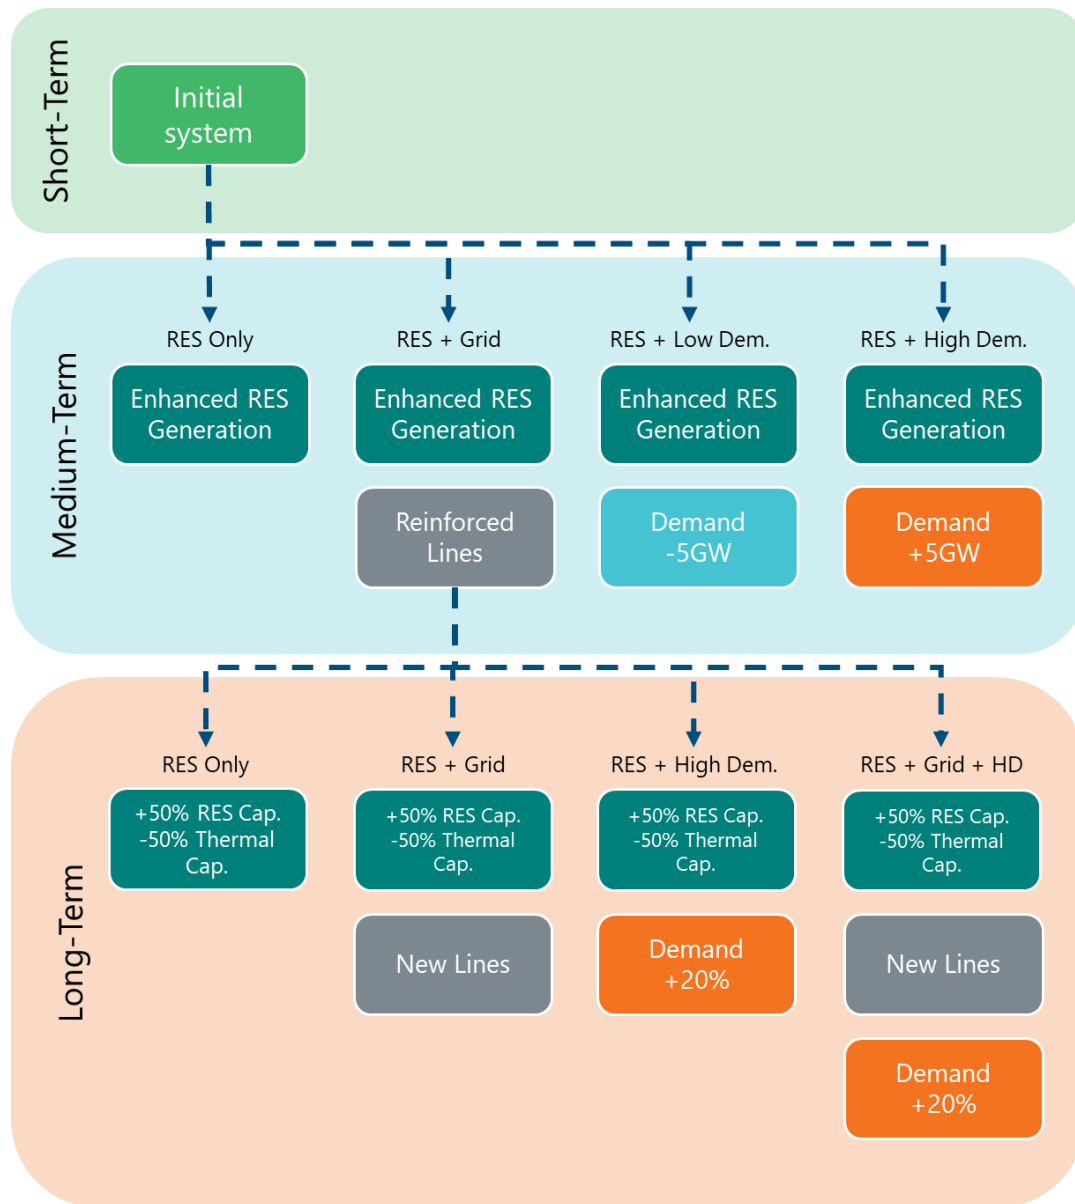 Short-Term
Initial
system
Medium-Term
RES Only
Enhanced RES
Generation
RES + Grid
Enhanced RES
Generation
Reinforced
Lines
RES + Low Dem.
Enhanced RES
Generation
Demand
-5GW
RES + High Dem.
Enhanced RES
Generation
Demand
+5GW
Long-Term
RES Only
+50% RES Cap.
-50% Thermal
Cap.
RES + Grid
+50% RES Cap.
-50% Thermal
Cap.
New Lines
RES + High Dem.
+50% RES Cap.
-50% Thermal
Cap.
Demand
+20%
RES + Grid + HD
+50% RES Cap.
-50% Thermal
Cap.
New Lines
Demand
+20%